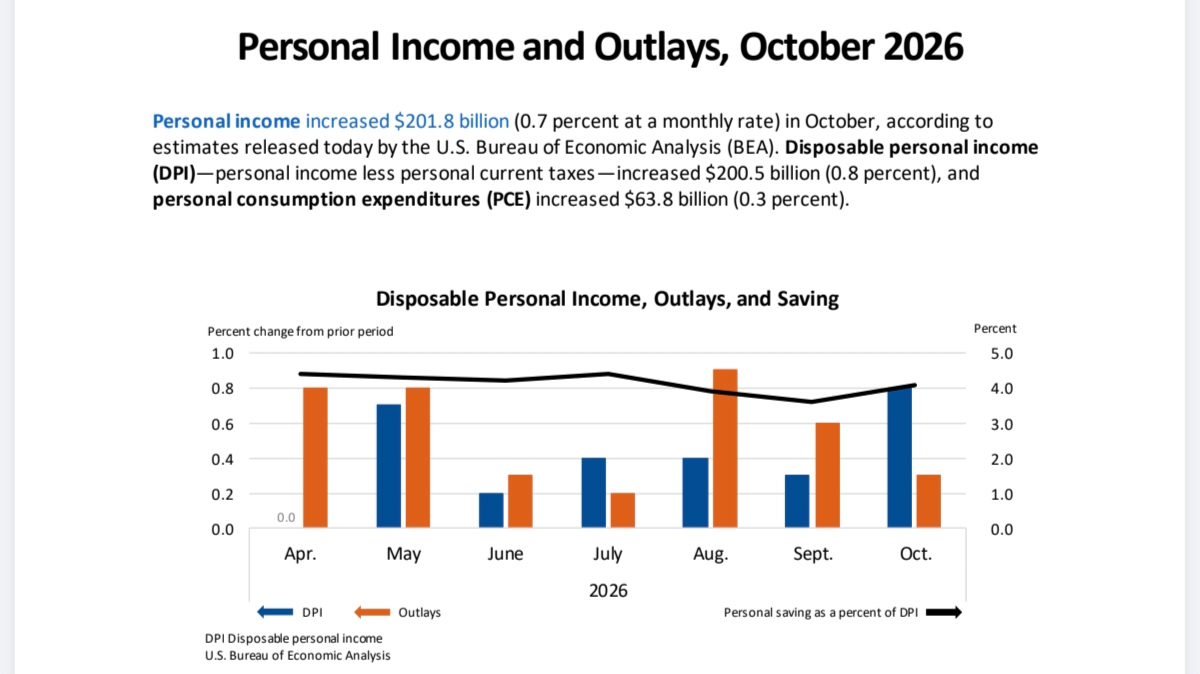 Personal Income and Outlays, October 2026
Personal income increased $201.8 billion (0.7 percent at a monthly rate) in October, according to
estimates released today by the U.S. Bureau of Economic Analysis (BEA). Disposable personal income
(DPI)—personal income less personal current taxes—increased $200.5 billion (0.8 percent), and
personal consumption expenditures (PCE) increased $63.8 billion (0.3 percent).
Disposable Personal Income, Outlays, and Saving
Percent change from prior period
Percent
1.0 5.0
0.8 4.0
0.6 3.0
0.4 2.0
0.2 1.0
0.0
0.0 0.0
Apr. May June July Aug. Sept. Oct.
2026
DPI Outlays Personal saving as a percent of DPI
DPI Disposable personal income
U.S. Bureau of Economic Analysis